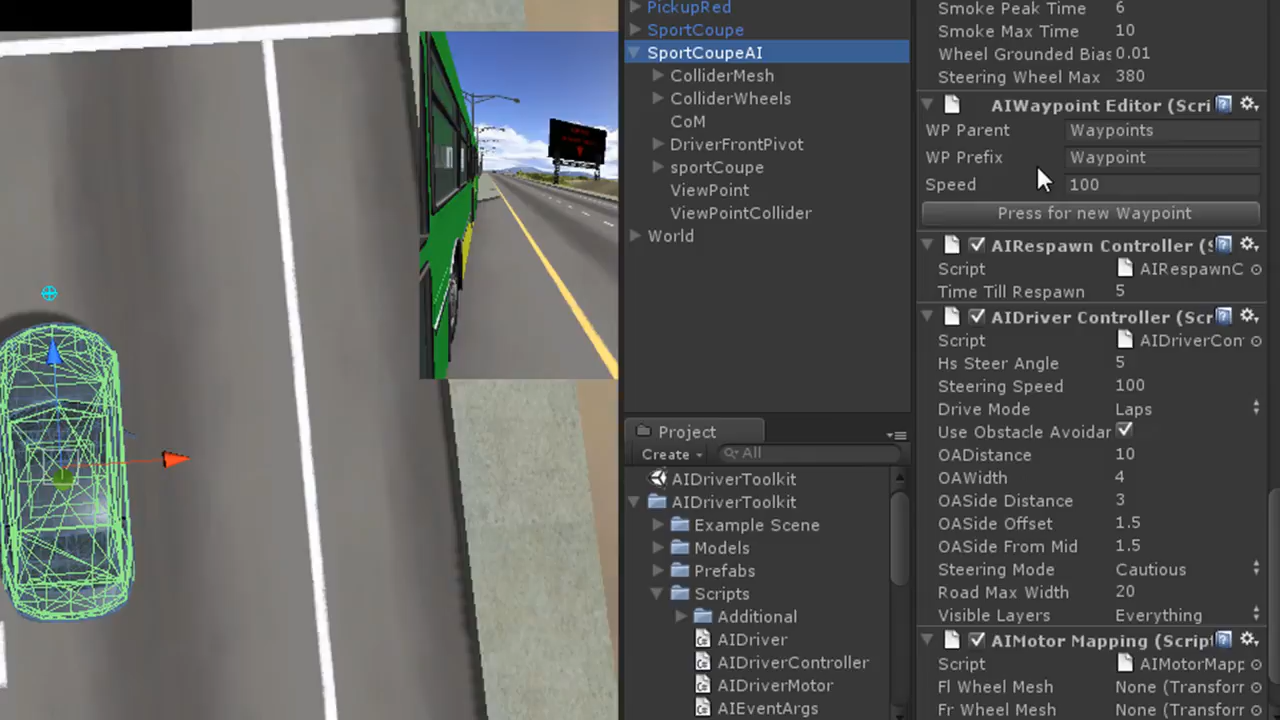 PickupRed
SportCoupe
SportCoupeAI
ColliderMesh
ColliderWheels
CoM
DriverFrontPivot
sportCoupe
ViewPoint
ViewPointCollider
World
Project
Create
All
AIDriverToolkit
AIDriverToolkit
Example Scene
Models
Prefabs
Scripts
Additional
AIDriver
AIDriverController
AIDriverMotor
AIEventArgs
Smoke Peak Time 6
Smoke Max Time 10
Wheel Grounded Bias 0.01
Steering Wheel Max 380
AIWaypoint Editor (Scri
WP Parent Waypoints
WP Prefix Waypoint
Speed 100
Press for new Waypoint
AIRespawn Controller (S
Script AIRespawnC
Time Till Respawn 5
AIDriver Controller (Scr
Script AIDriverCon
Hs Steer Angle 5
Steering Speed 100
Drive Mode Laps
Use Obstacle Avoidar
OADistance 10
OAWidth 4
OASide Distance 3
OASide Offset 1.5
OASide From Mid 1.5
Steering Mode Cautious
Road Max Width 20
Visible Layers Everything
AIMotor Mapping (Script
Script AIMotorMapp
Fl Wheel Mesh None (Transforr
Fr Wheel Mesh None (Transforr